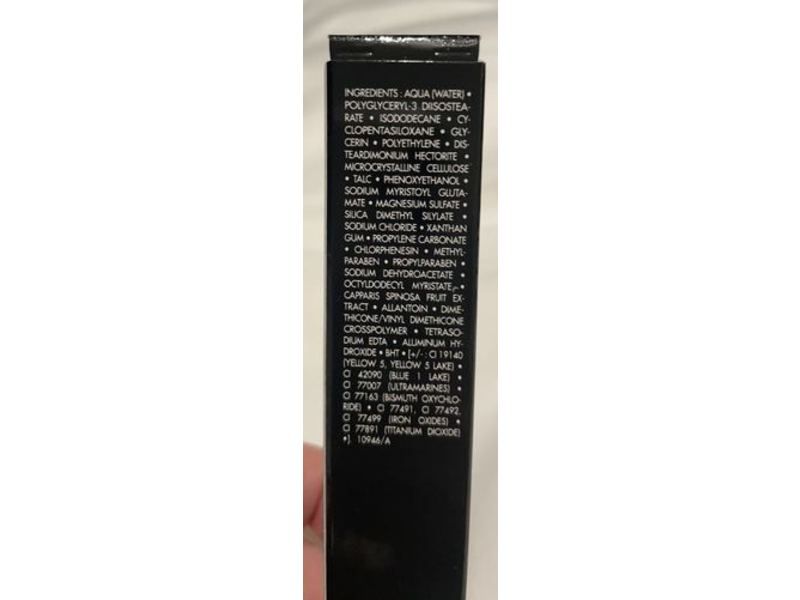 INGREDIENTS : AQUA (WATER) •
POLYGLYCERYL-3 DIISOSTEA-
RATE • ISODODECANE • CY-
CLOPENTASILOXANE • GLY-
CERIN • POLYETHYLENE • DIS-
TEARDIMONIUM HECTORITE •
MICROCRYSTALLINE CELLULOSE
• TALC • PHENOXYETHANOL •
SODIUM MYRISTOYL GLUTA-
MATE • MAGNESIUM SULFATE •
SILICA DIMETHYL SILYLATE •
SODIUM CHLORIDE • XANTHAN
GUM • PROPYLENE CARBONATE
• CHLORPHENESIN • METHYL-
PARABEN • PROPYLPARABEN •
SODIUM DEHYDROACETATE •
OCTYLDODECYL MYRISTATE •
CAPPARIS SPINOSA FRUIT EX-
TRACT • ALLANTOIN • DIME-
THICONE/VINYL DIMETHICONE
CROSSPOLYMER • TETRASO-
DIUM EDTA • ALUMINUM HY-
DROXIDE • BHT • [+/- : CI 19140
(YELLOW 5, YELLOW 5 LAKE) •
CI 42090 (BLUE 1 LAKE) •
CI 77007 (ULTRAMARINES) •
CI 77163 (BISMUTH OXYCHLO-
RIDE) • CI 77491, CI 77492,
CI 77499 (IRON OXIDES) •
CI 77891 (TITANIUM DIOXIDE)
•]. 10946/A